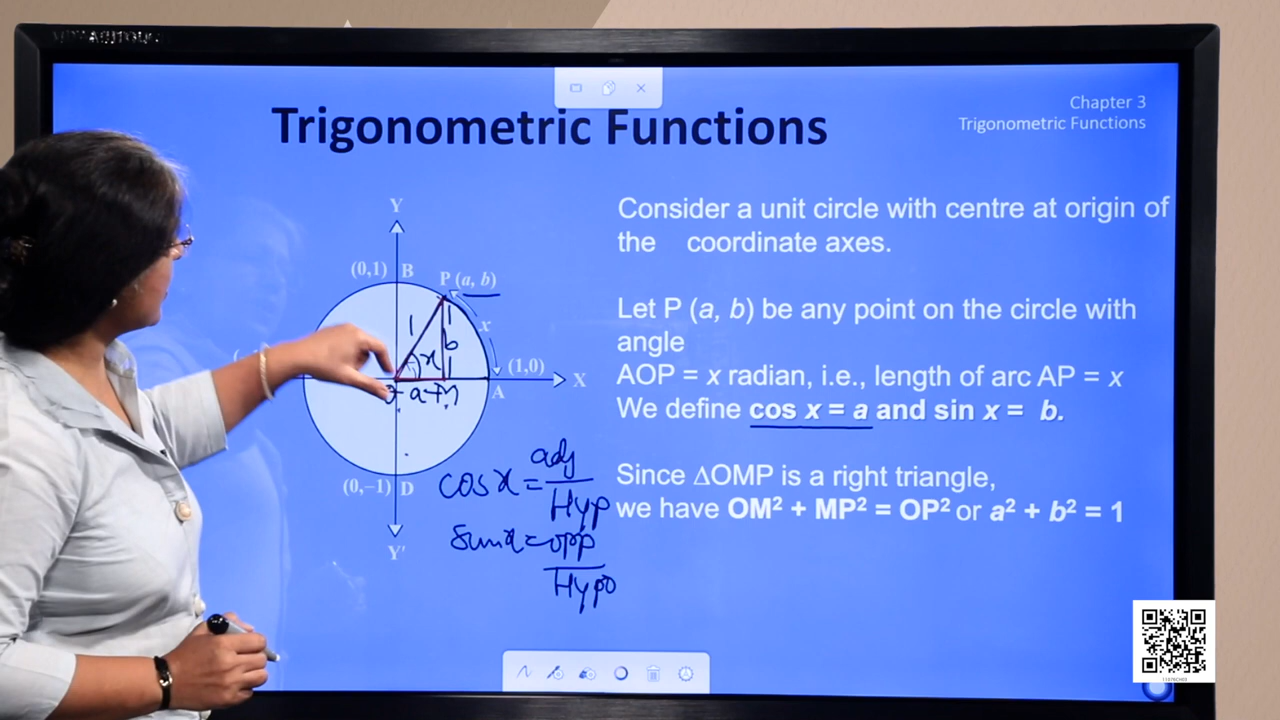 Trigonometric Functions
Chapter 3
Trigonometric Functions
Consider a unit circle with centre at origin of
the coordinate axes.
Let P (a, b) be any point on the circle with
angle
AOP = x radian, i.e., length of arc AP = x
We define cos x = a and sin x = b.
Since ∆OMP is a right triangle,
we have OM² + MP² = OP² or a² + b² = 1
Y
(0,1) B
P (a, b)
1
x
b
x
(1,0)
X
a
A
(0,−1) D
Y'
cos x = adj
Hyp
sin x = opp
Hypo
11076CH03